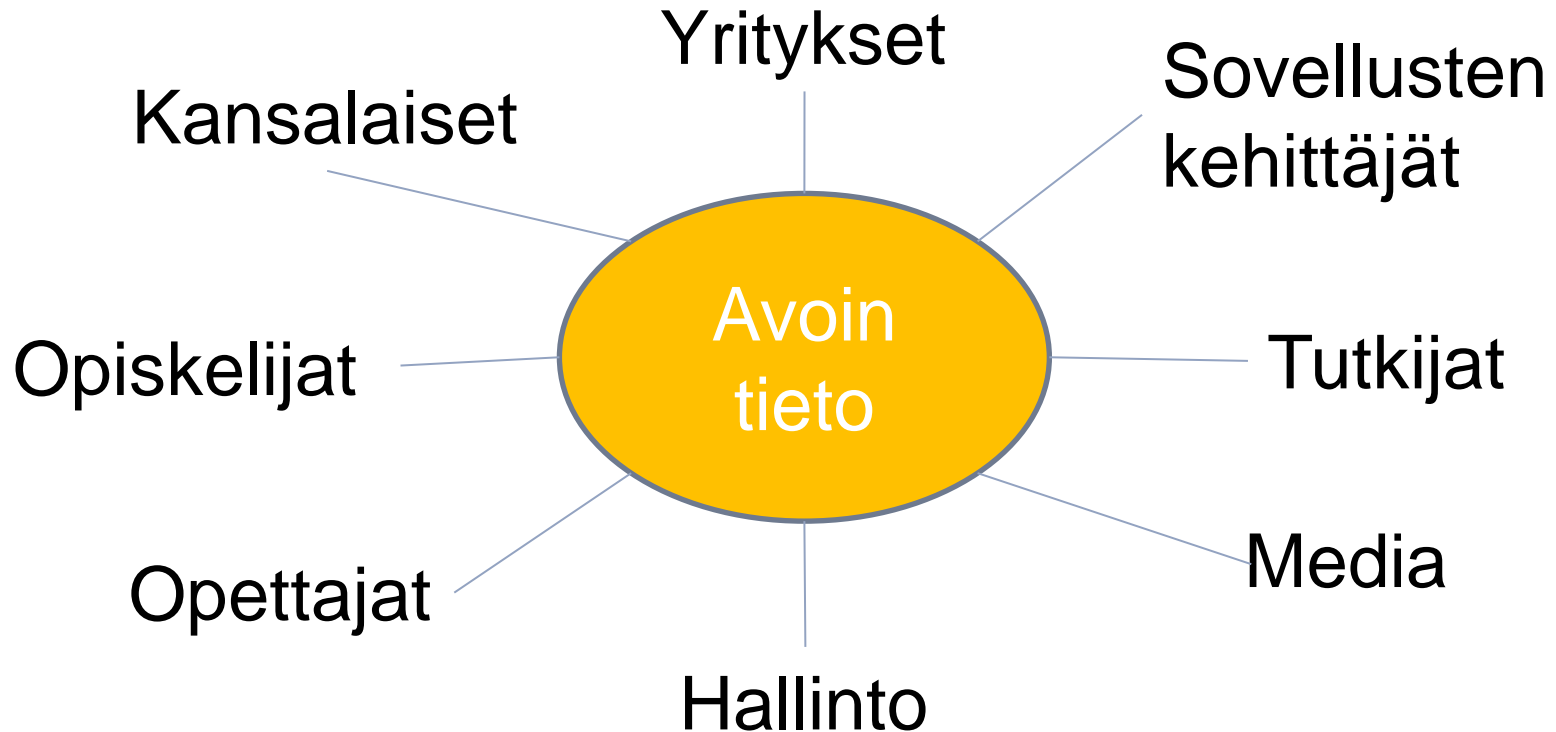 Yritykset
Sovellusten
kehittäjät
Kansalaiset
Avoin
tieto
Opiskelijat
Tutkijat
Opettajat
Media
Hallinto